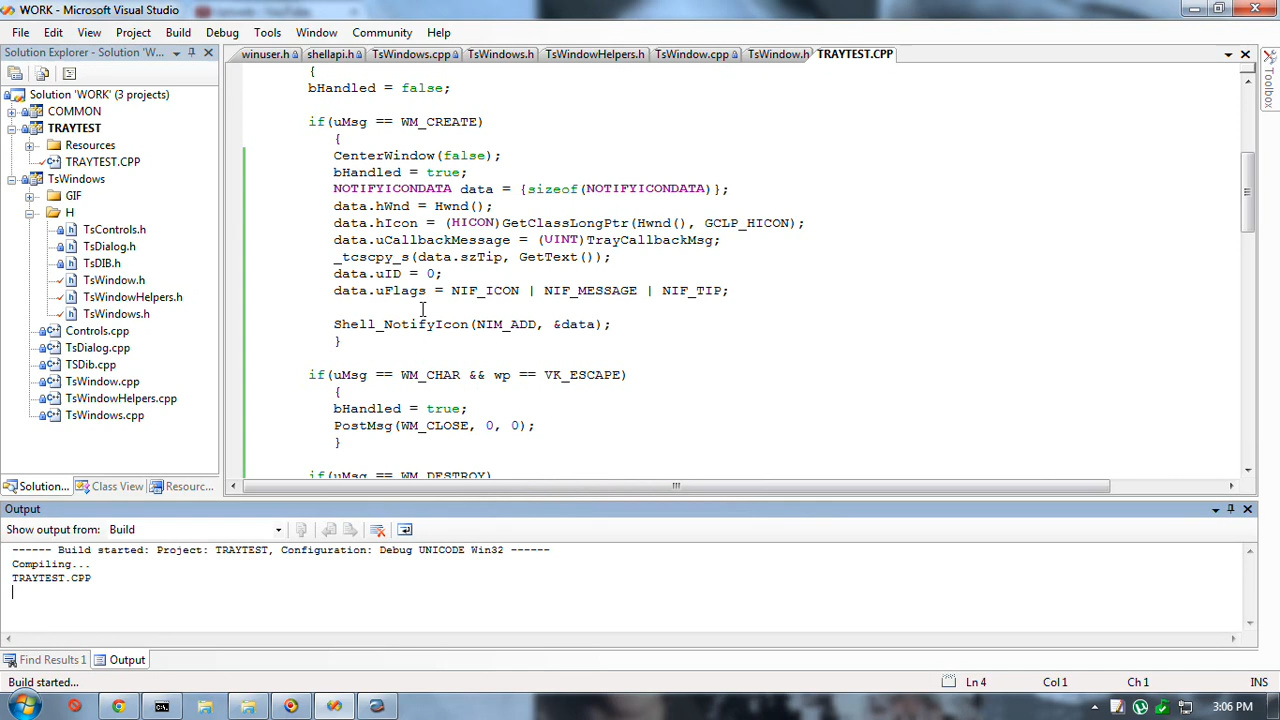 WORK - Microsoft Visual Studio
File Edit View Project Build Debug Tools Window Community Help
Solution Explorer - Solution 'W...
winuser.h shellapi.h TsWindows.cpp TsWindows.h TsWindowHelpers.h TsWindow.cpp TsWindow.h TRAYTEST.CPP
Toolbox
Solution 'WORK' (3 projects)
COMMON
TRAYTEST
Resources
TRAYTEST.CPP
TsWindows
GIF
H
TsControls.h
TsDialog.h
TsDIB.h
TsWindow.h
TsWindowHelpers.h
TsWindows.h
Controls.cpp
TsDialog.cpp
TSDib.cpp
TsWindow.cpp
TsWindowHelpers.cpp
TsWindows.cpp
Solution... Class View Resourc...
{
bHandled = false;
if(uMsg == WM_CREATE)
{
CenterWindow(false);
bHandled = true;
NOTIFYICONDATA data = {sizeof(NOTIFYICONDATA)};
data.hWnd = Hwnd();
data.hIcon = (HICON)GetClassLongPtr(Hwnd(), GCLP_HICON);
data.uCallbackMessage = (UINT)TrayCallbackMsg;
_tcscpy_s(data.szTip, GetText());
data.uID = 0;
data.uFlags = NIF_ICON | NIF_MESSAGE | NIF_TIP;
Shell_NotifyIcon(NIM_ADD, &data);
}
if(uMsg == WM_CHAR && wp == VK_ESCAPE)
{
bHandled = true;
PostMsg(WM_CLOSE, 0, 0);
}
if(uMsg == WM_DESTROY)
Output
Show output from: Build
------ Build started: Project: TRAYTEST, Configuration: Debug UNICODE Win32 ------
Compiling...
TRAYTEST.CPP
Find Results 1 Output
Build started... Ln 4 Col 1 Ch 1 INS
3:06 PM